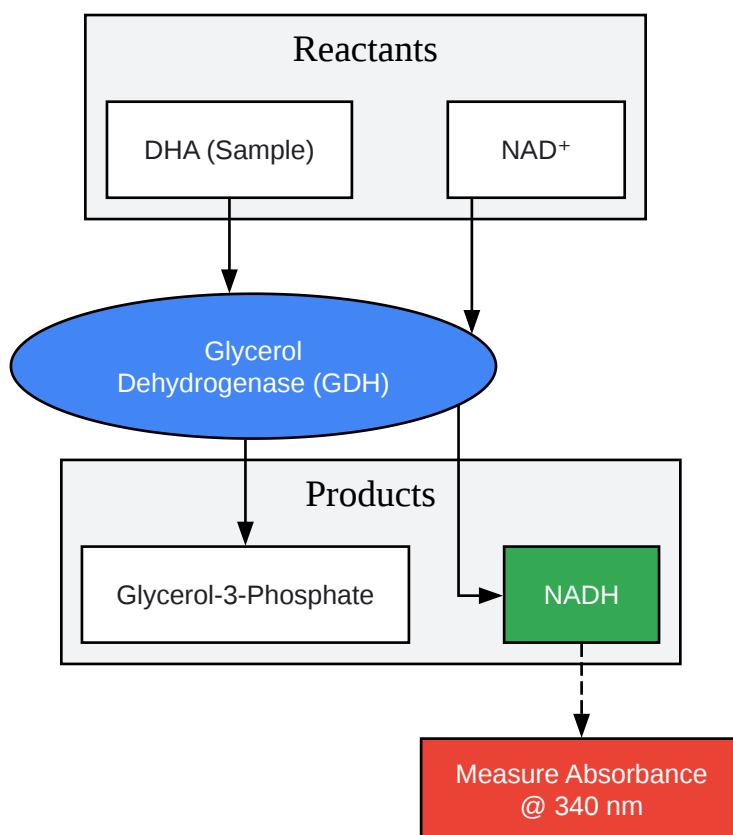 Reactants
DHA (Sample)
NAD⁺
Glycerol
Dehydrogenase (GDH)
Products
Glycerol-3-Phosphate
NADH
Measure Absorbance
@ 340 nm